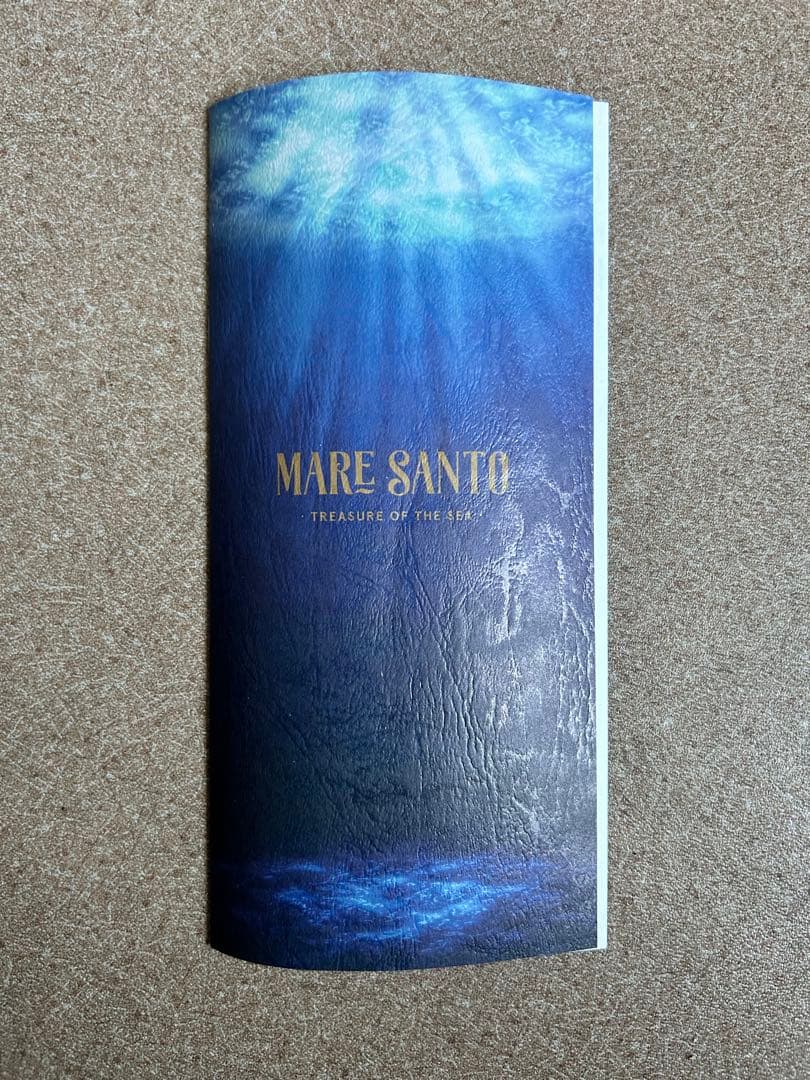 MARE SANTO
· TREASURE OF THE SEA ·